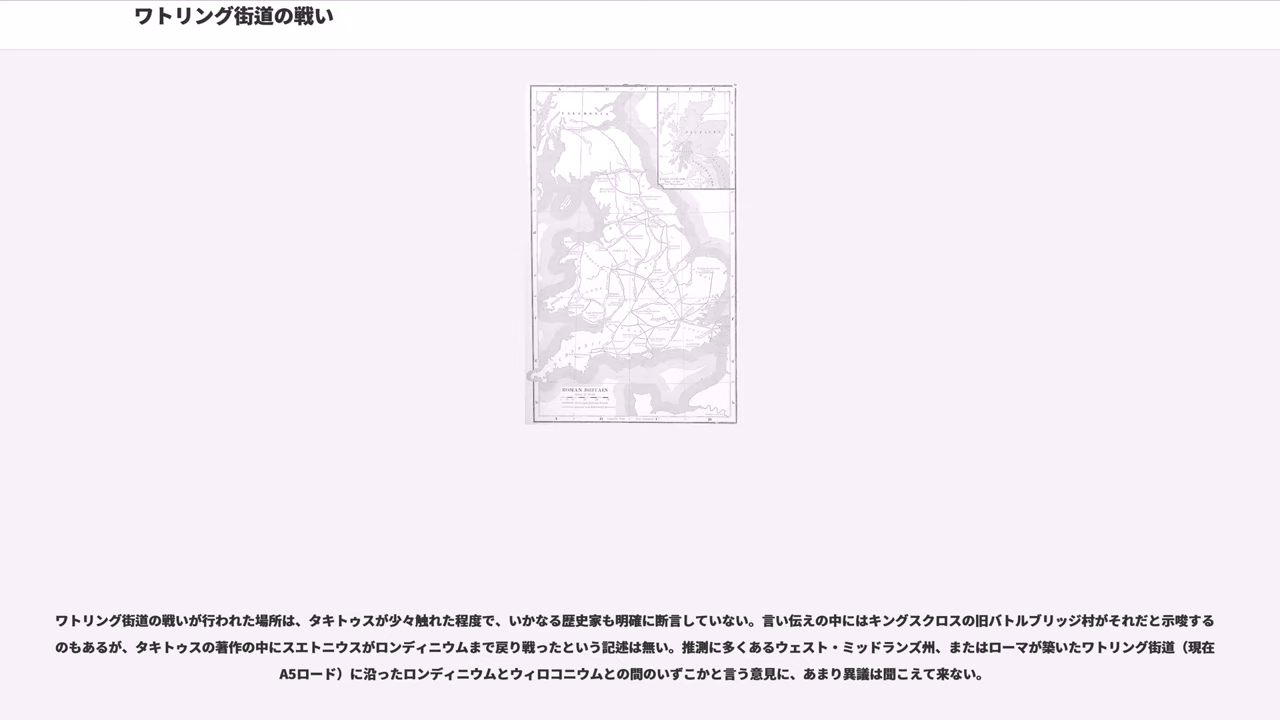 ワトリング街道の戦い
ROMAN BRITAIN
ワトリング街道の戦いが行われた場所は、タキトゥスが少々触れた程度で、いかなる歴史家も明確に断言していない。言い伝えの中にはキングスクロスの旧バトルブリッジ村がそれだと示唆する
のもあるが、タキトゥスの著作の中にスエトニウスがロンディニウムまで戻り戦ったという記述は無い。推測に多くあるウェスト・ミッドランズ州、またはローマが築いたワトリング街道（現在
A5ロード）に沿ったロンディニウムとウィロコニウムとの間のいずこかと言う意見に、あまり異議は聞こえて来ない。